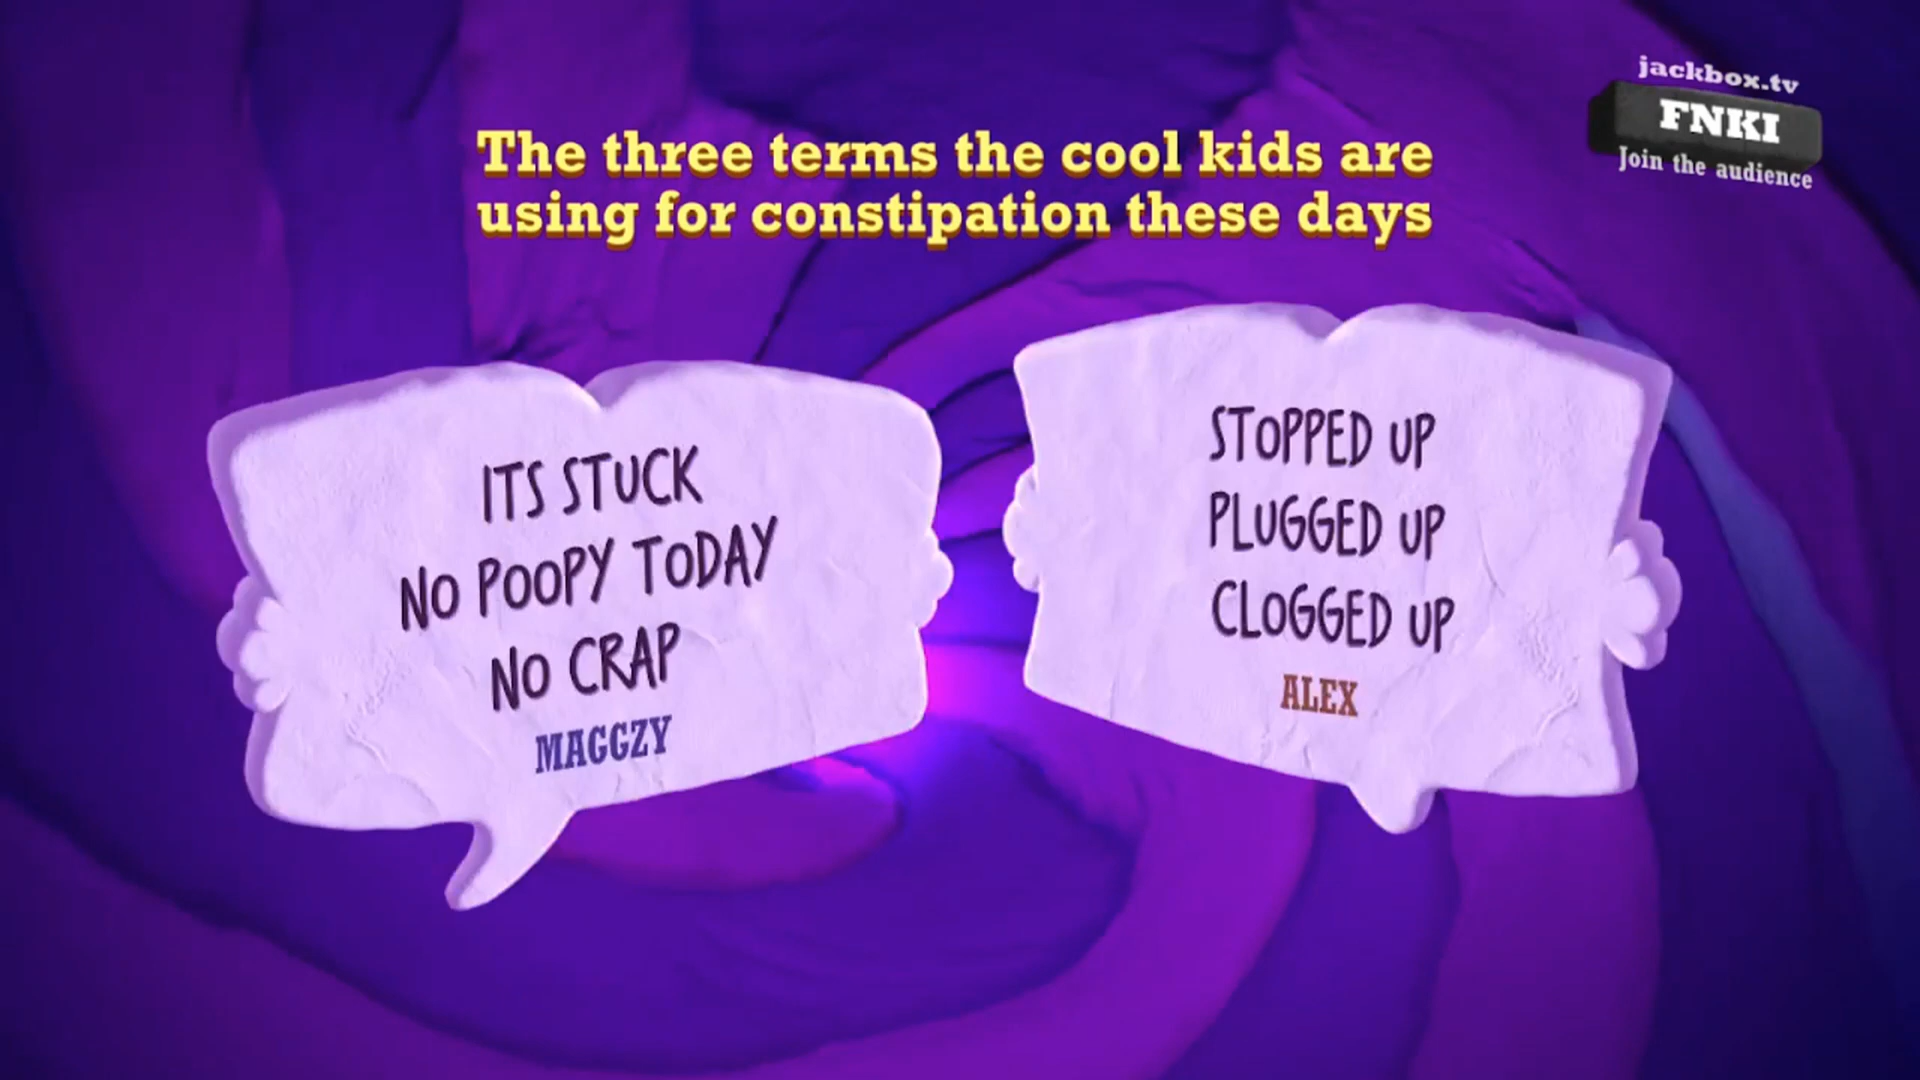 jackbox.tv
FNKI
Join the audience
The three terms the cool kids are
using for constipation these days
ITS STUCK
NO POOPY TODAY
NO CRAP
MAGGZY
STOPPED UP
PLUGGED UP
CLOGGED UP
ALEX